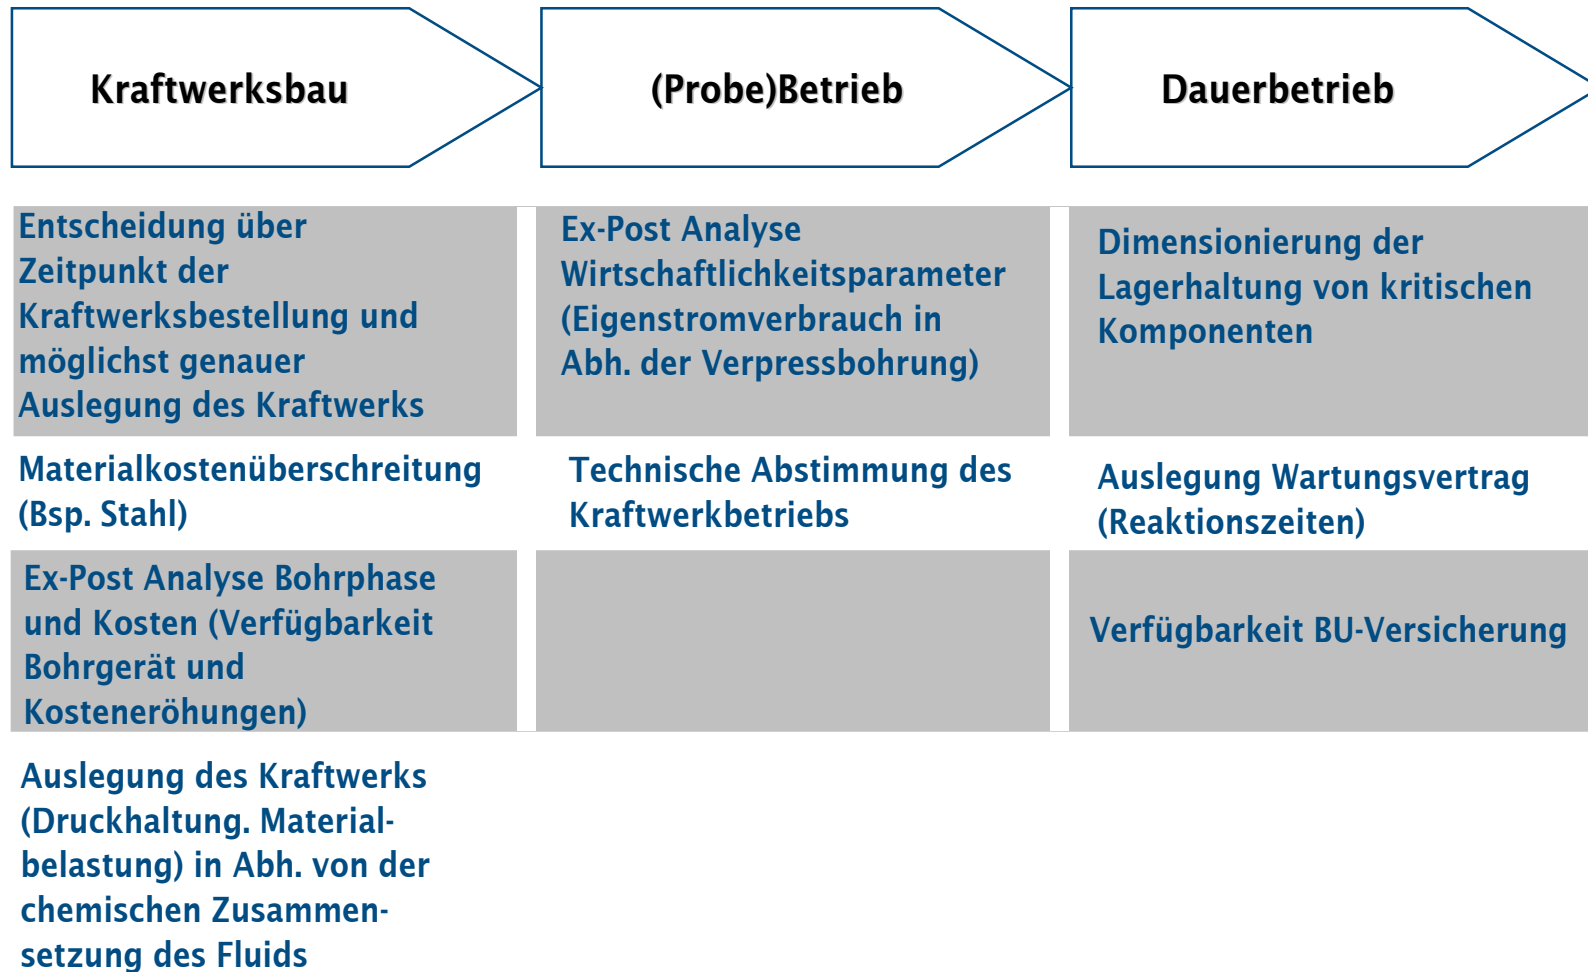 Kraftwerksbau
(Probe)Betrieb
Dauerbetrieb
Entscheidung über
Zeitpunkt der
Kraftwerksbestellung und
möglichst genauer
Auslegung des Kraftwerks
Ex-Post Analyse
Wirtschaftlichkeitsparameter
(Eigenstromverbrauch in
Abh. der Verpressbohrung)
Dimensionierung der
Lagerhaltung von kritischen
Komponenten
Materialkostenüberschreitung
(Bsp. Stahl)
Technische Abstimmung des
Kraftwerkbetriebs
Auslegung Wartungsvertrag
(Reaktionszeiten)
Ex-Post Analyse Bohrphase
und Kosten (Verfügbarkeit
Bohrgerät und
Kosteneröhungen)
Verfügbarkeit BU-Versicherung
Auslegung des Kraftwerks
(Druckhaltung. Material-
belastung) in Abh. von der
chemischen Zusammen-
setzung des Fluids